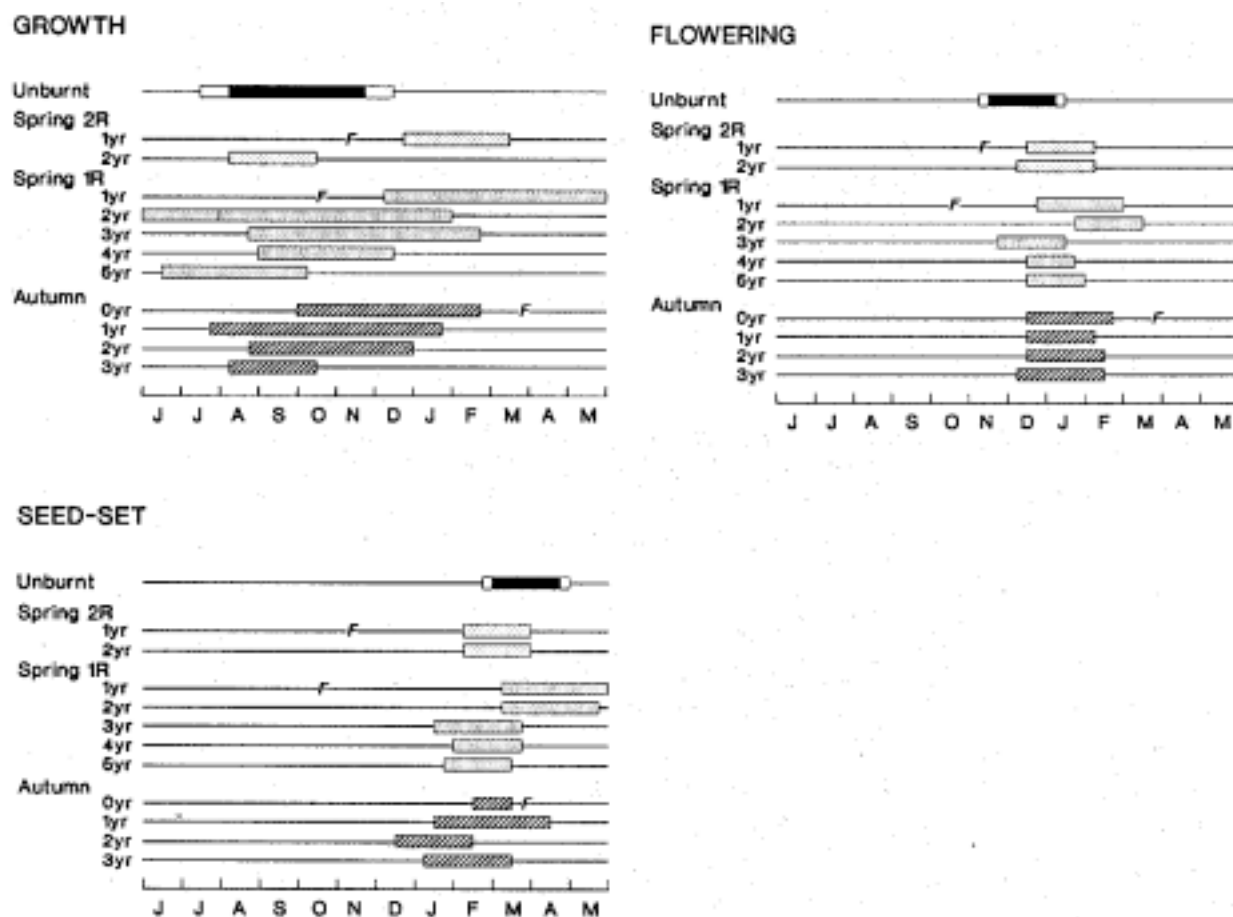 GROWTH
Unburnt
Spring 2R
1yr F
2yr
Spring 1R
1yr F
2yr
3yr
4yr
5yr
Autumn
0yr F
1yr
2yr
3yr
J J A S O N D J F M A M
FLOWERING
Unburnt
Spring 2R
1yr F
2yr
Spring 1R
1yr F
2yr
3yr
4yr
5yr
Autumn
0yr F
1yr
2yr
3yr
J J A S O N D J F M A M
SEED-SET
Unburnt
Spring 2R
1yr F
2yr
Spring 1R
1yr F
2yr
3yr
4yr
5yr
Autumn
0yr F
1yr
2yr
3yr
J J A S O N D J F M A M